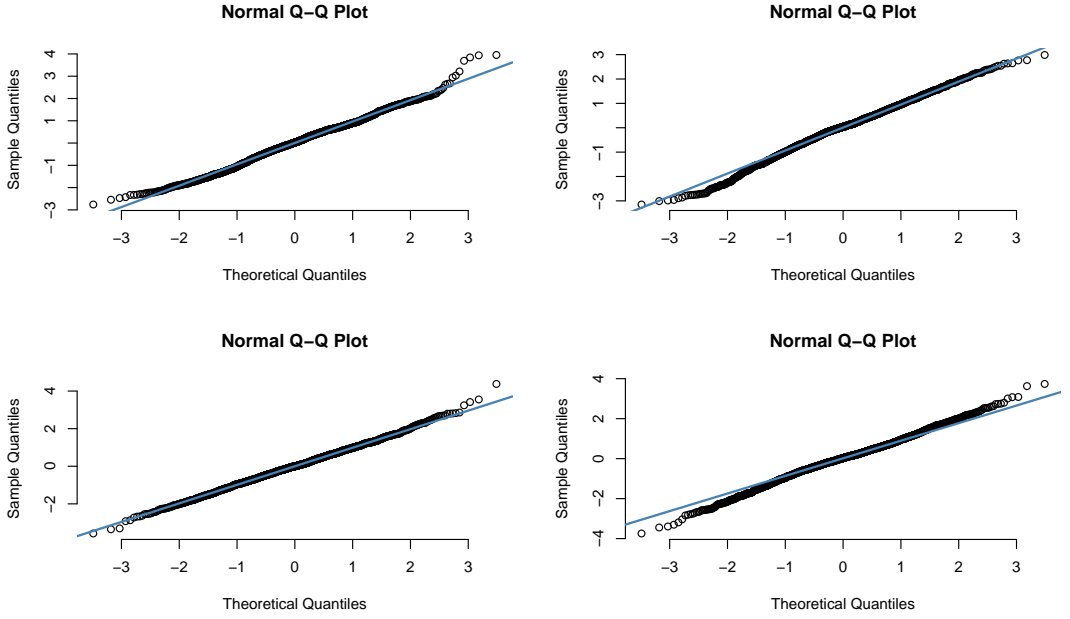 Normal Q−Q Plot
Sample Quantiles
4
3
2
1
−1
−3
−3 −2 −1 0 1 2 3
Theoretical Quantiles
Normal Q−Q Plot
Sample Quantiles
3
1
−1
−3
−3 −2 −1 0 1 2 3
Theoretical Quantiles
Normal Q−Q Plot
Sample Quantiles
4
2
0
−2
−3 −2 −1 0 1 2 3
Theoretical Quantiles
Normal Q−Q Plot
Sample Quantiles
4
2
0
−2
−4
−3 −2 −1 0 1 2 3
Theoretical Quantiles